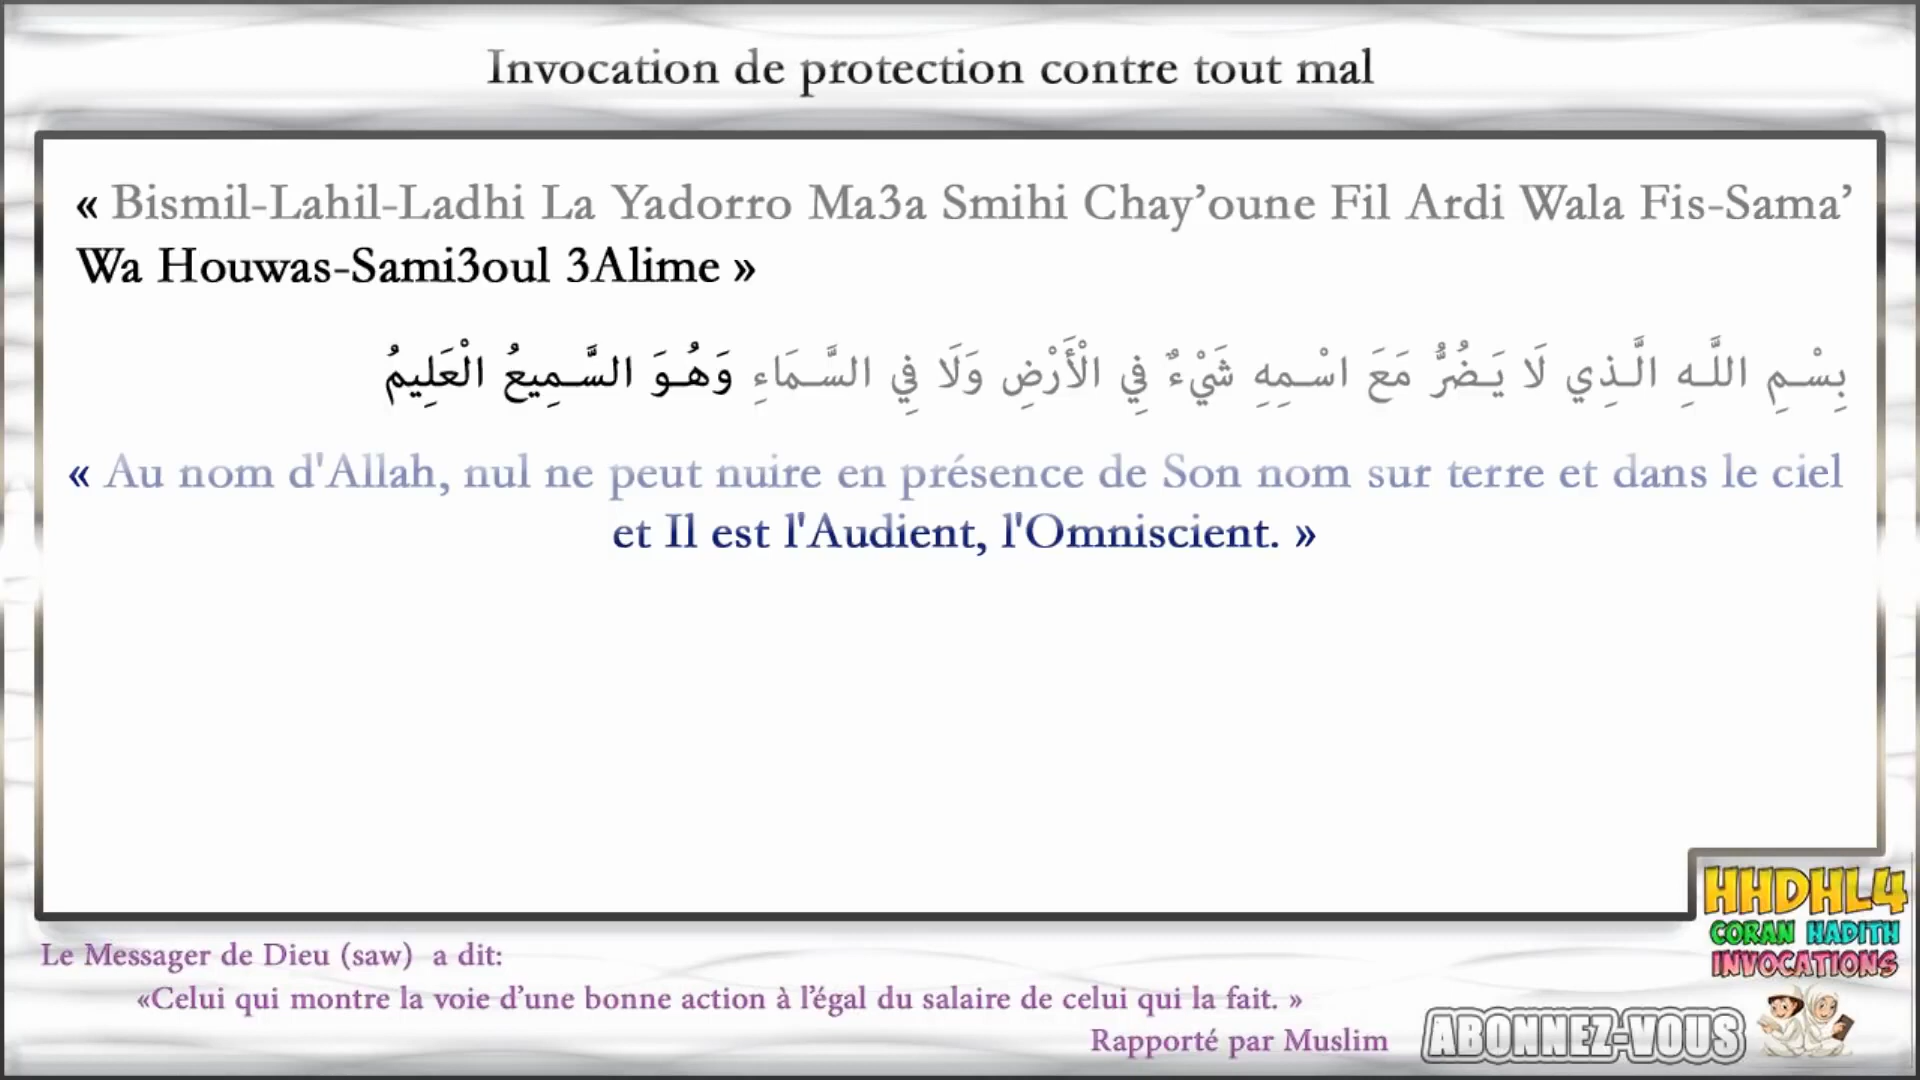 Invocation de protection contre tout mal
« Bismil-Lahil-Ladhi La Yadorro Ma3a Smihi Chay’oune Fil Ardi Wala Fis-Sama’
Wa Houwas-Sami3oul 3Alime »
بِسْمِ اللَّهِ الَّذِي لَا يَضُرُّ مَعَ اسْمِهِ شَيْءٌ فِي الْأَرْضِ وَلَا فِي السَّمَاءِ وَهُوَ السَّمِيعُ الْعَلِيمُ
« Au nom d'Allah, nul ne peut nuire en présence de Son nom sur terre et dans le ciel
et Il est l'Audient, l'Omniscient. »
HHDHL4
CORAN HADITH
INVOCATIONS
Le Messager de Dieu (saw) a dit:
«Celui qui montre la voie d’une bonne action à l’égal du salaire de celui qui la fait. »
Rapporté par Muslim
ABONNEZ-VOUS